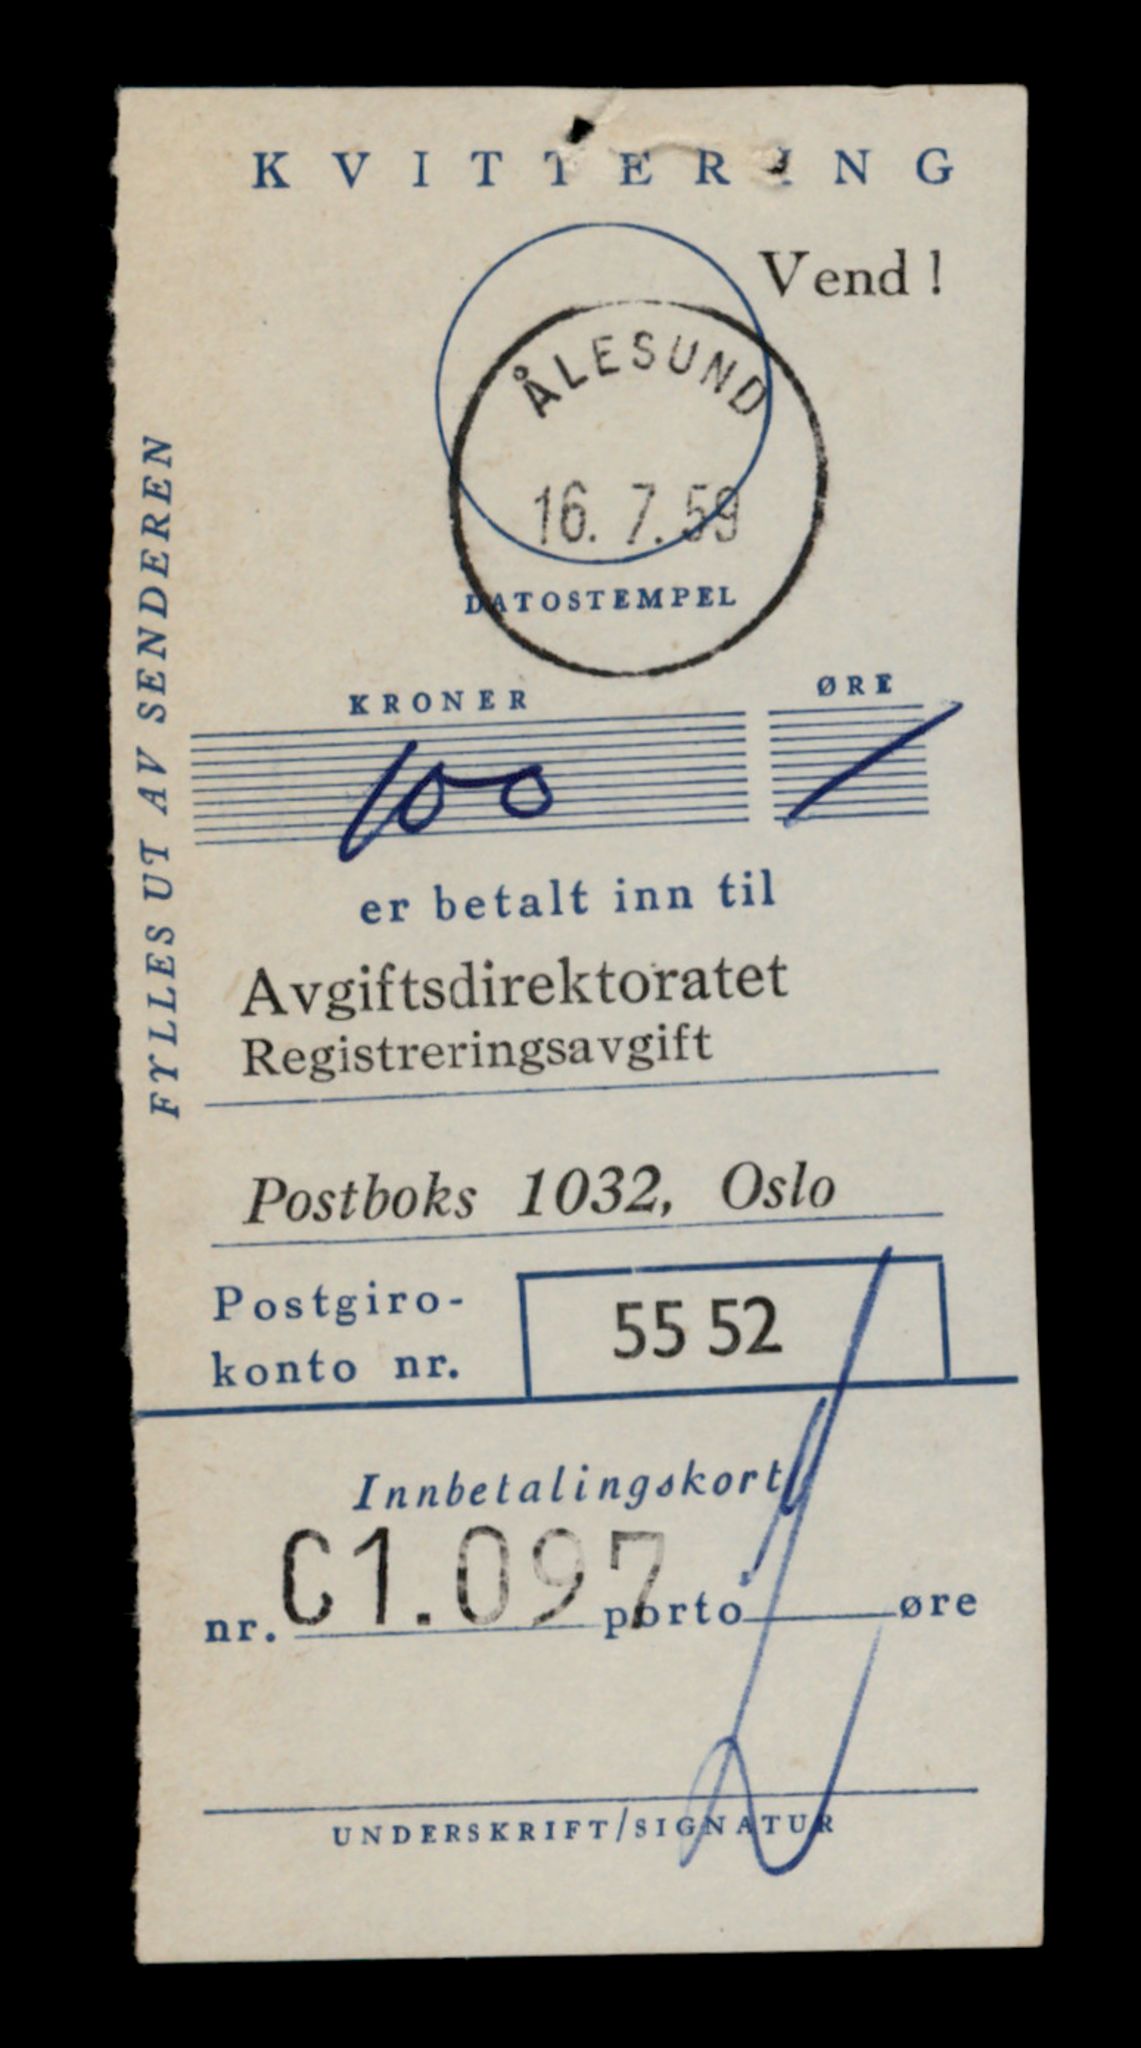 KVITTERING
Vend !
ÅLESUND
16. 7. 59
DATOSTEMPEL
FYLLES UT AV SENDEREN
KRONER
ØRE
100 /
er betalt inn til
Avgiftsdirektoratet
Registreringsavgift
Postboks 1032, Oslo
Postgiro-
konto nr.
55 52
Innbetalingskort
nr. C1.097 porto øre
UNDERSKRIFT/SIGNATUR